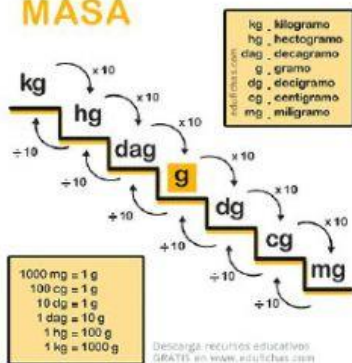 MASA
kg . kilogramo
hg . hectogramo
dag . decagramo
g . gramo
dg . decigramo
cg . centigramo
mg . miligramo
edufichas.com
kg
x10
hg
x10
dag
x10
g
x10
dg
x10
cg
x10
mg
÷10
÷10
÷10
÷10
÷10
÷10
1000 mg = 1 g
100 cg = 1 g
10 dg = 1 g
1 dag = 10 g
1 hg = 100 g
1 kg = 1000 g
Descarga recursos educativos
GRATIS en www.edufichas.com